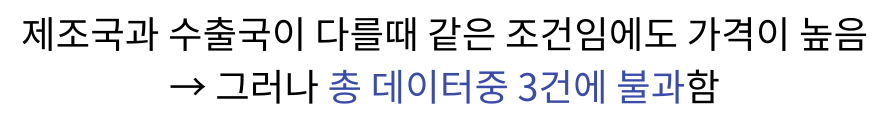 제조국과 수출국이 다를때 같은 조건임에도 가격이 높음
→ 그러나 총 데이터중 3건에 불과함